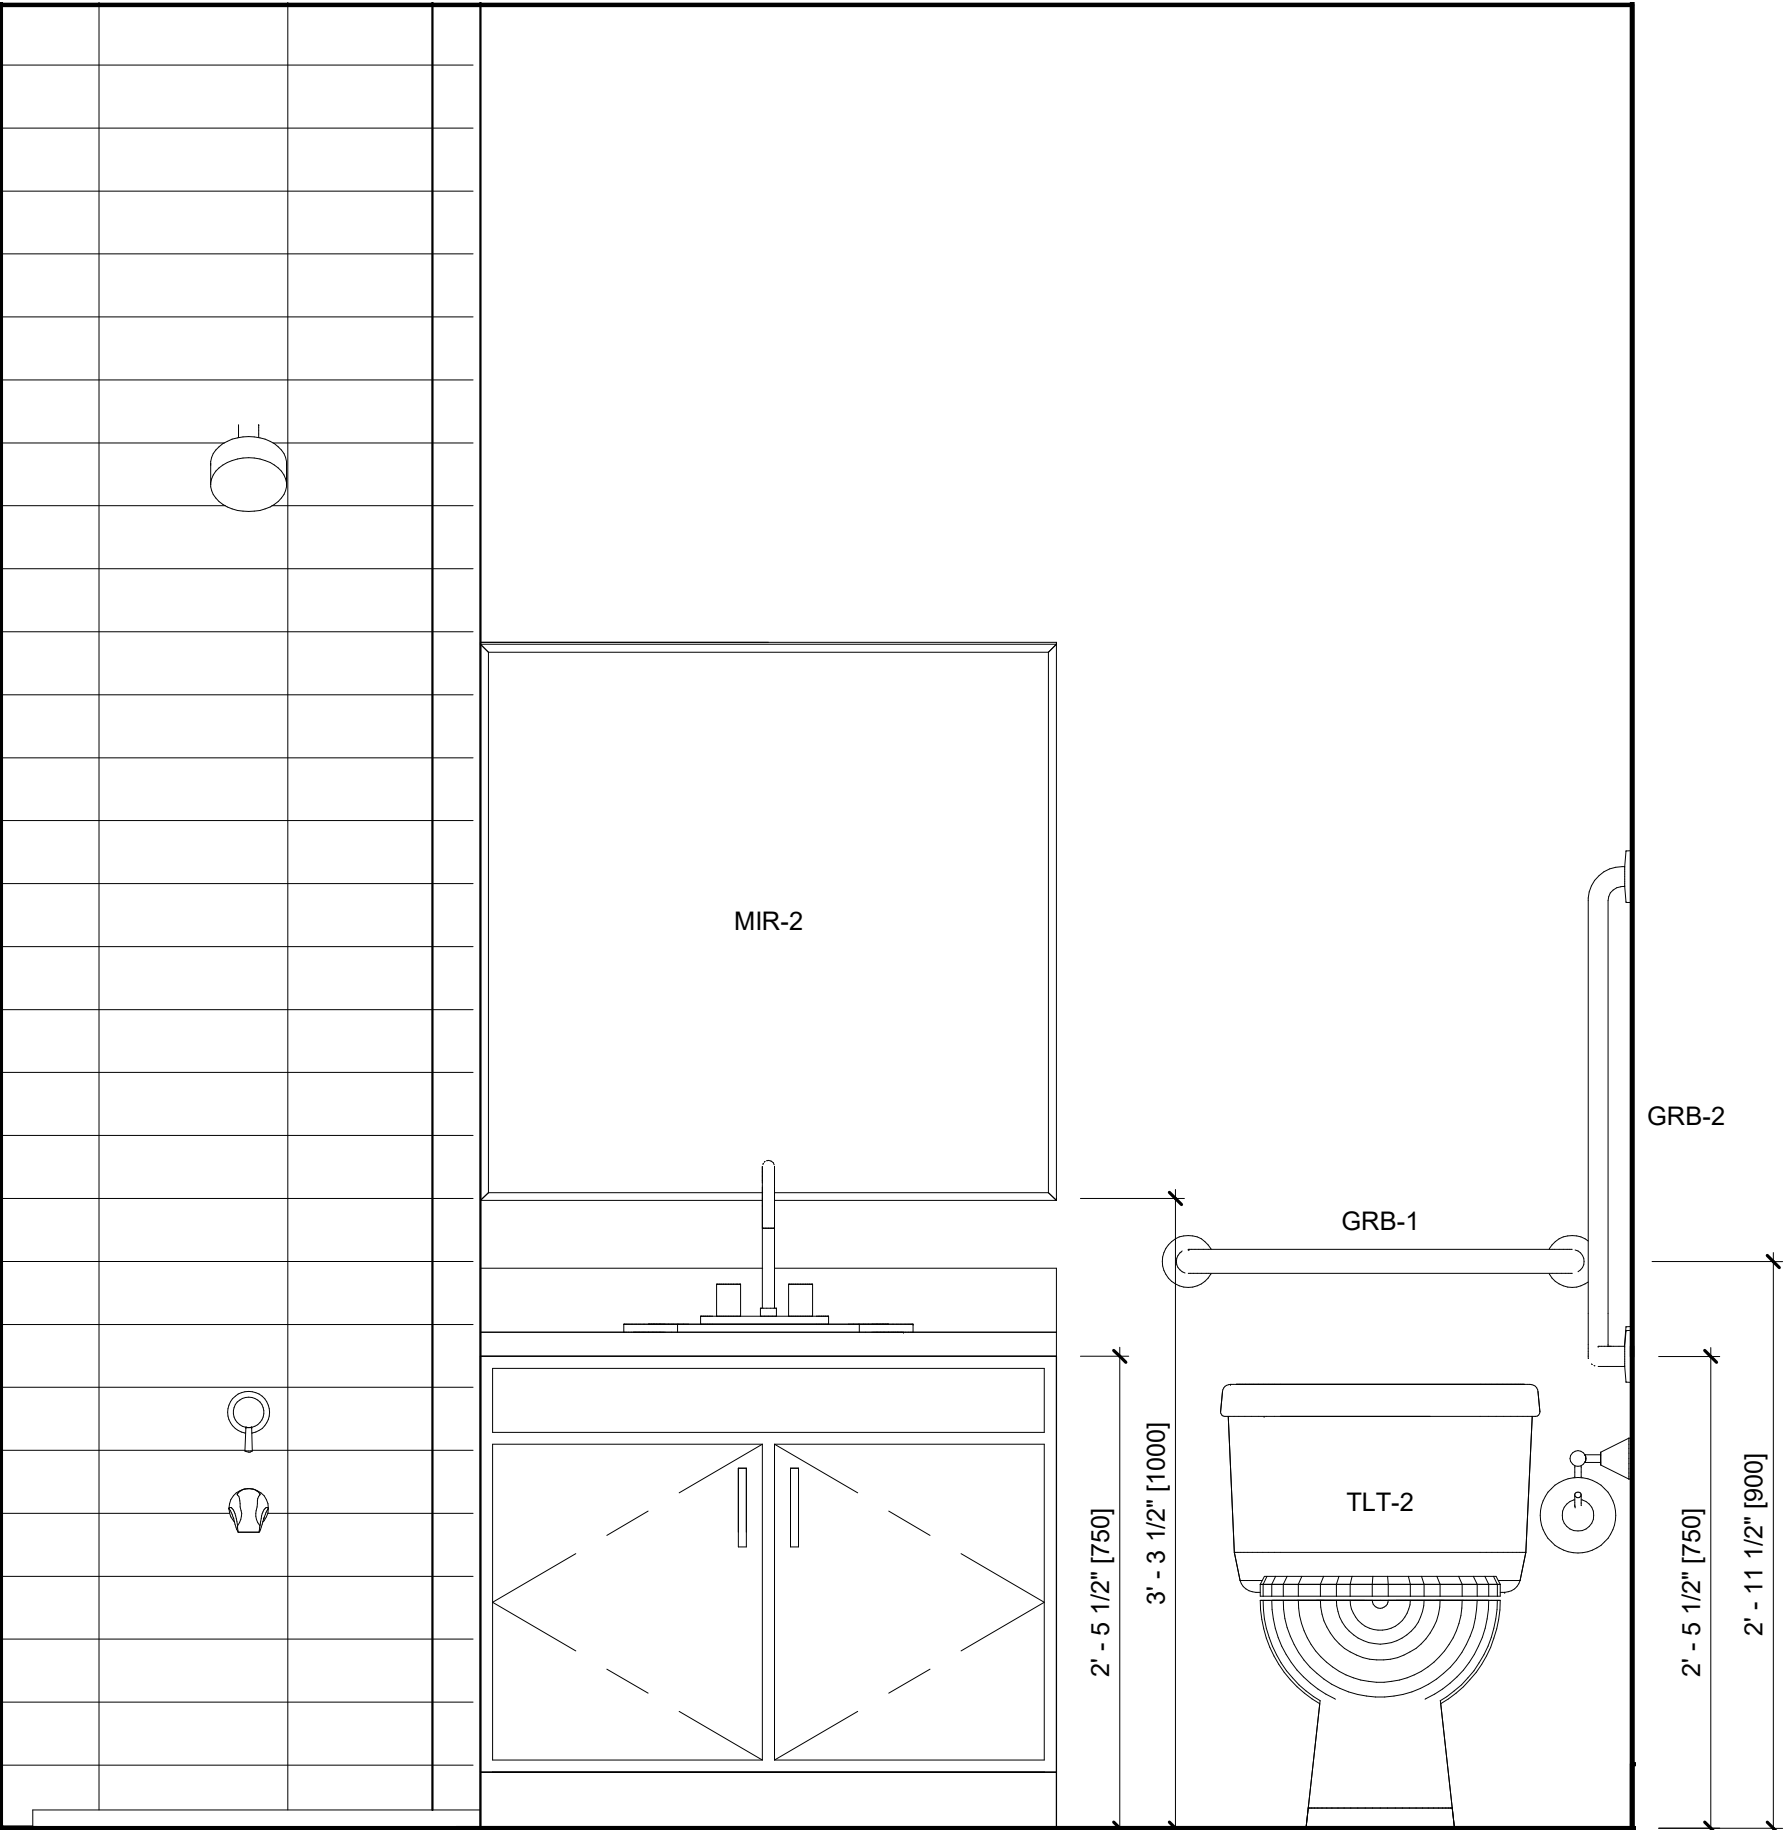 MIR-2
GRB-2
GRB-1
TLT-2
2' - 5 1/2" [750]
3' - 3 1/2" [1000]
2' - 5 1/2" [750]
2' - 11 1/2" [900]